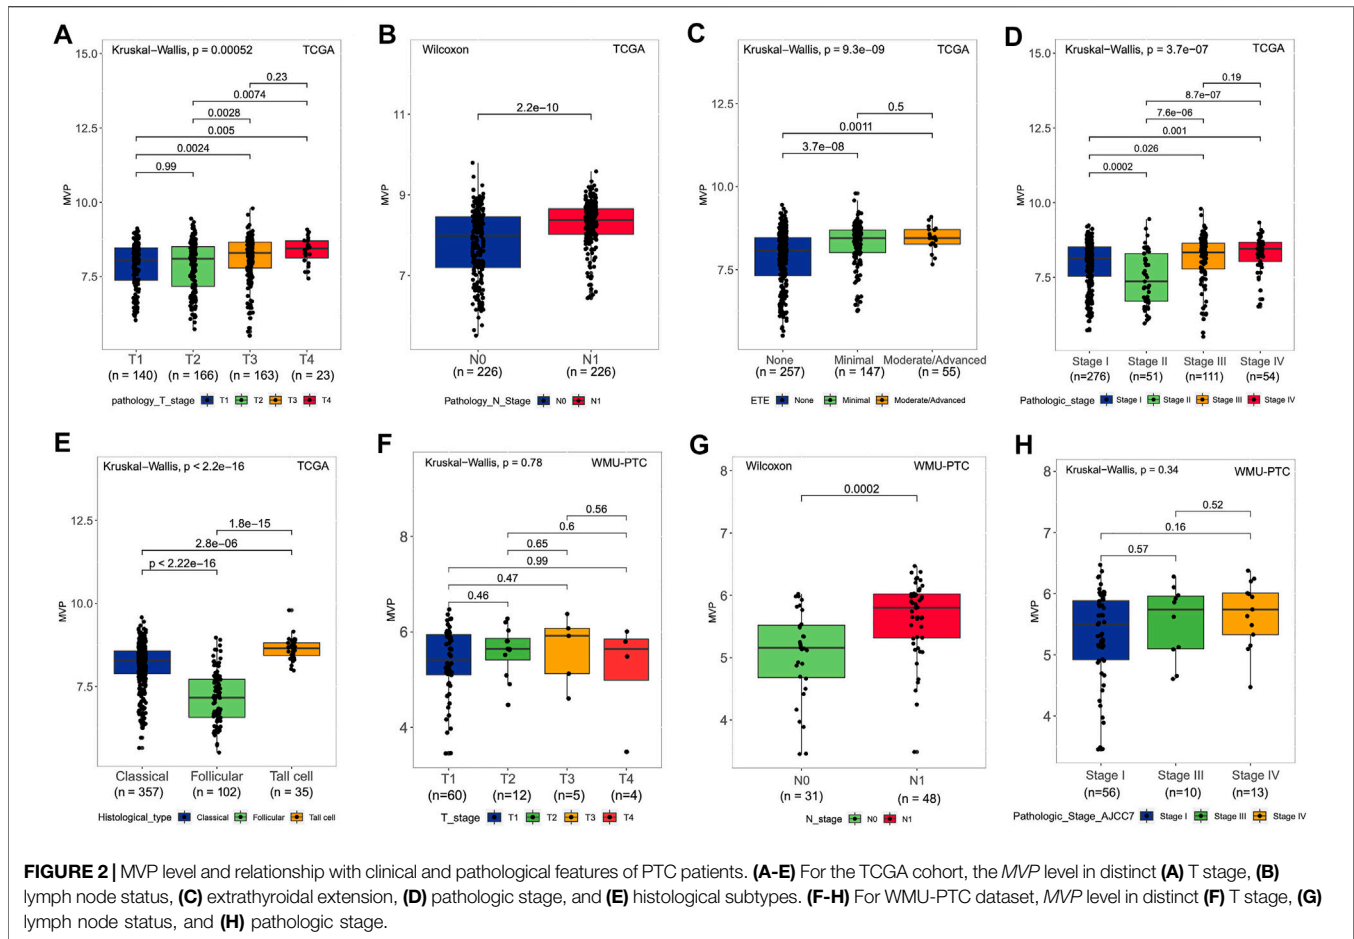 A
Kruskal–Wallis, p = 0.00052 TCGA
15.0
12.5
10.0
7.5
MVP
0.23
0.0074
0.0028
0.005
0.0024
0.99
T1 T2 T3 T4
(n = 140) (n = 166) (n = 163) (n = 23)
pathology_T_stage T1 T2 T3 T4
B
Wilcoxon TCGA
11
9
7
MVP
2.2e−10
N0 N1
(n = 226) (n = 226)
Pathology_N_Stage N0 N1
C
Kruskal–Wallis, p = 9.3e−09 TCGA
12.5
10.0
7.5
MVP
0.5
0.0011
3.7e−08
None Minimal Moderate/Advanced
(n = 257) (n = 147) (n = 55)
ETE None Minimal Moderate/Advanced
D
Kruskal–Wallis, p = 3.7e−07 TCGA
15.0
12.5
10.0
7.5
MVP
0.19
8.7e−07
7.6e−06
0.001
0.026
0.0002
Stage I Stage II Stage III Stage IV
(n=276) (n=51) (n=111) (n=54)
Pathologic_stage Stage I Stage II Stage III Stage IV
E
Kruskal–Wallis, p < 2.2e−16 TCGA
12.5
10.0
7.5
MVP
1.8e−15
2.8e−06
p < 2.22e−16
Classical Follicular Tall cell
(n = 357) (n = 102) (n = 35)
Histological_type Classical Follicular Tall cell
F
Kruskal–Wallis, p = 0.78 WMU-PTC
8
6
4
MVP
0.56
0.6
0.65
0.99
0.47
0.46
T1 T2 T3 T4
(n=60) (n=12) (n=5) (n=4)
T_stage T1 T2 T3 T4
G
Wilcoxon WMU-PTC
8
7
6
5
4
MVP
0.0002
N0 N1
(n = 31) (n = 48)
N_stage N0 N1
H
Kruskal–Wallis, p = 0.34 WMU-PTC
8
7
6
5
4
MVP
0.52
0.16
0.57
Stage I Stage III Stage IV
(n=56) (n=10) (n=13)
Pathologic_Stage_AJCC7 Stage I Stage III Stage IV
FIGURE 2 | MVP level and relationship with clinical and pathological features of PTC patients. (A-E) For the TCGA cohort, the MVP level in distinct (A) T stage, (B)
lymph node status, (C) extrathyroidal extension, (D) pathologic stage, and (E) histological subtypes. (F-H) For WMU-PTC dataset, MVP level in distinct (F) T stage, (G)
lymph node status, and (H) pathologic stage.